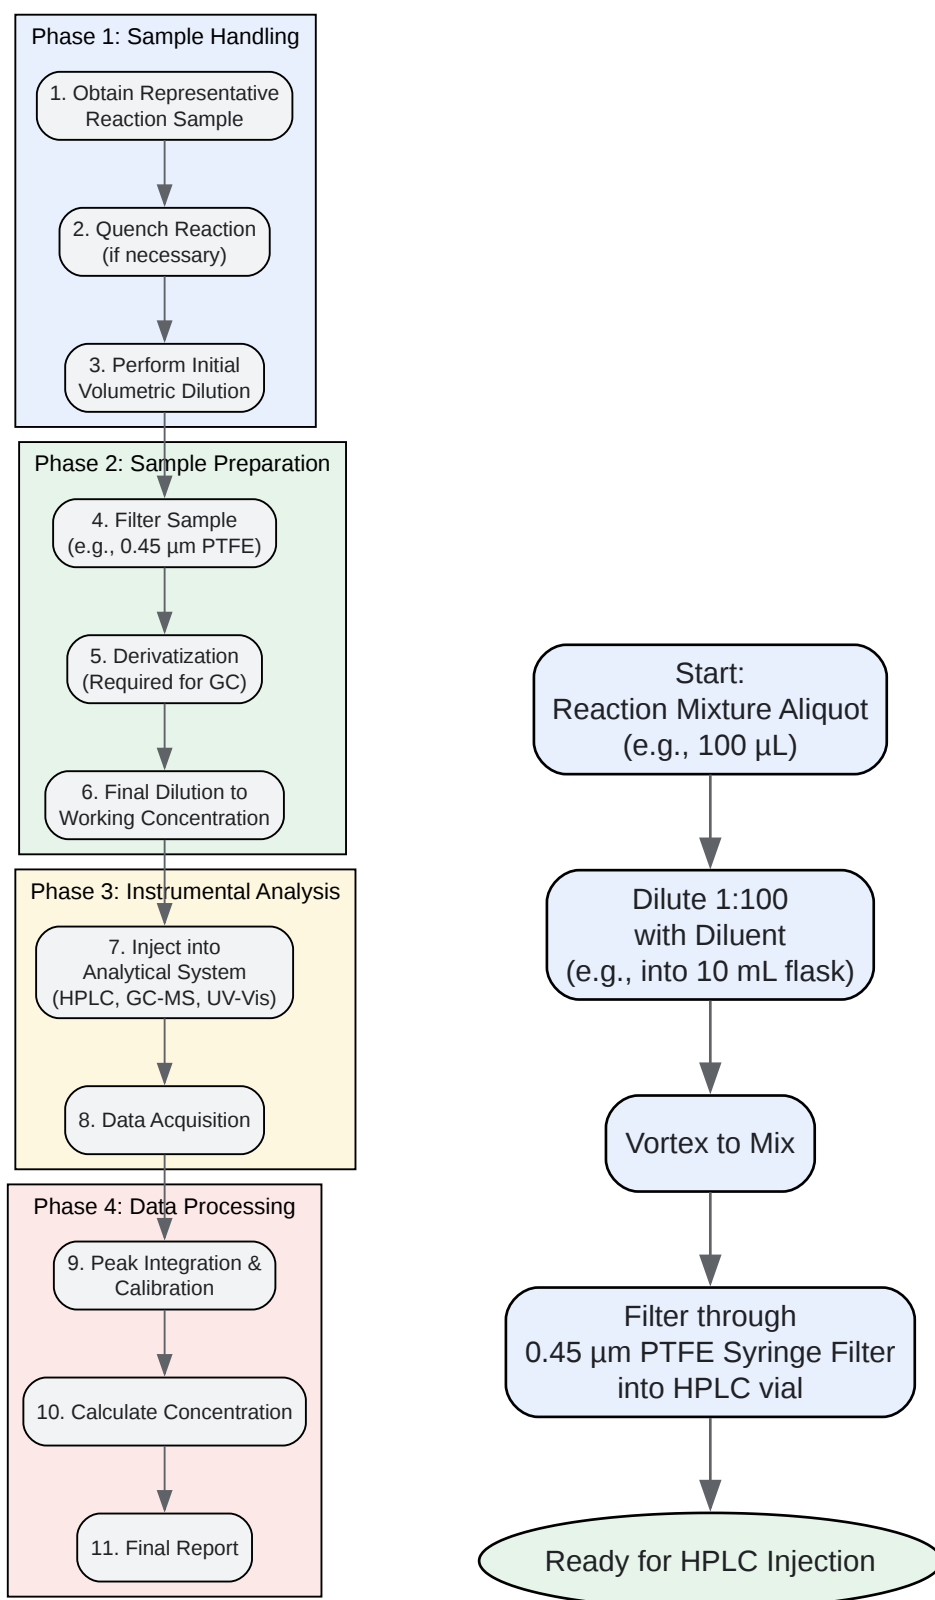 Phase 1: Sample Handling
1. Obtain Representative
Reaction Sample
2. Quench Reaction
(if necessary)
3. Perform Initial
Volumetric Dilution
Phase 2: Sample Preparation
4. Filter Sample
(e.g., 0.45 µm PTFE)
5. Derivatization
(Required for GC)
6. Final Dilution to
Working Concentration
Phase 3: Instrumental Analysis
7. Inject into
Analytical System
(HPLC, GC-MS, UV-Vis)
8. Data Acquisition
Phase 4: Data Processing
9. Peak Integration &
Calibration
10. Calculate Concentration
11. Final Report
Start:
Reaction Mixture Aliquot
(e.g., 100 µL)
Dilute 1:100
with Diluent
(e.g., into 10 mL flask)
Vortex to Mix
Filter through
0.45 µm PTFE Syringe Filter
into HPLC vial
Ready for HPLC Injection